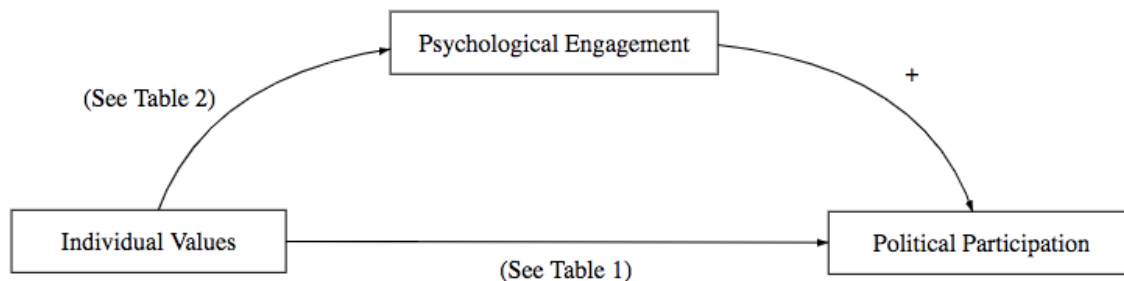 Psychological Engagement
+
(See Table 2)
Individual Values
Political Participation
(See Table 1)